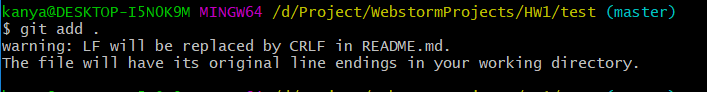 kanya@DESKTOP-I5NOK9M MINGW64 /d/Project/WebstormProjects/HW1/test (master)
$ git add .
warning: LF will be replaced by CRLF in README.md.
The file will have its original line endings in your working directory.